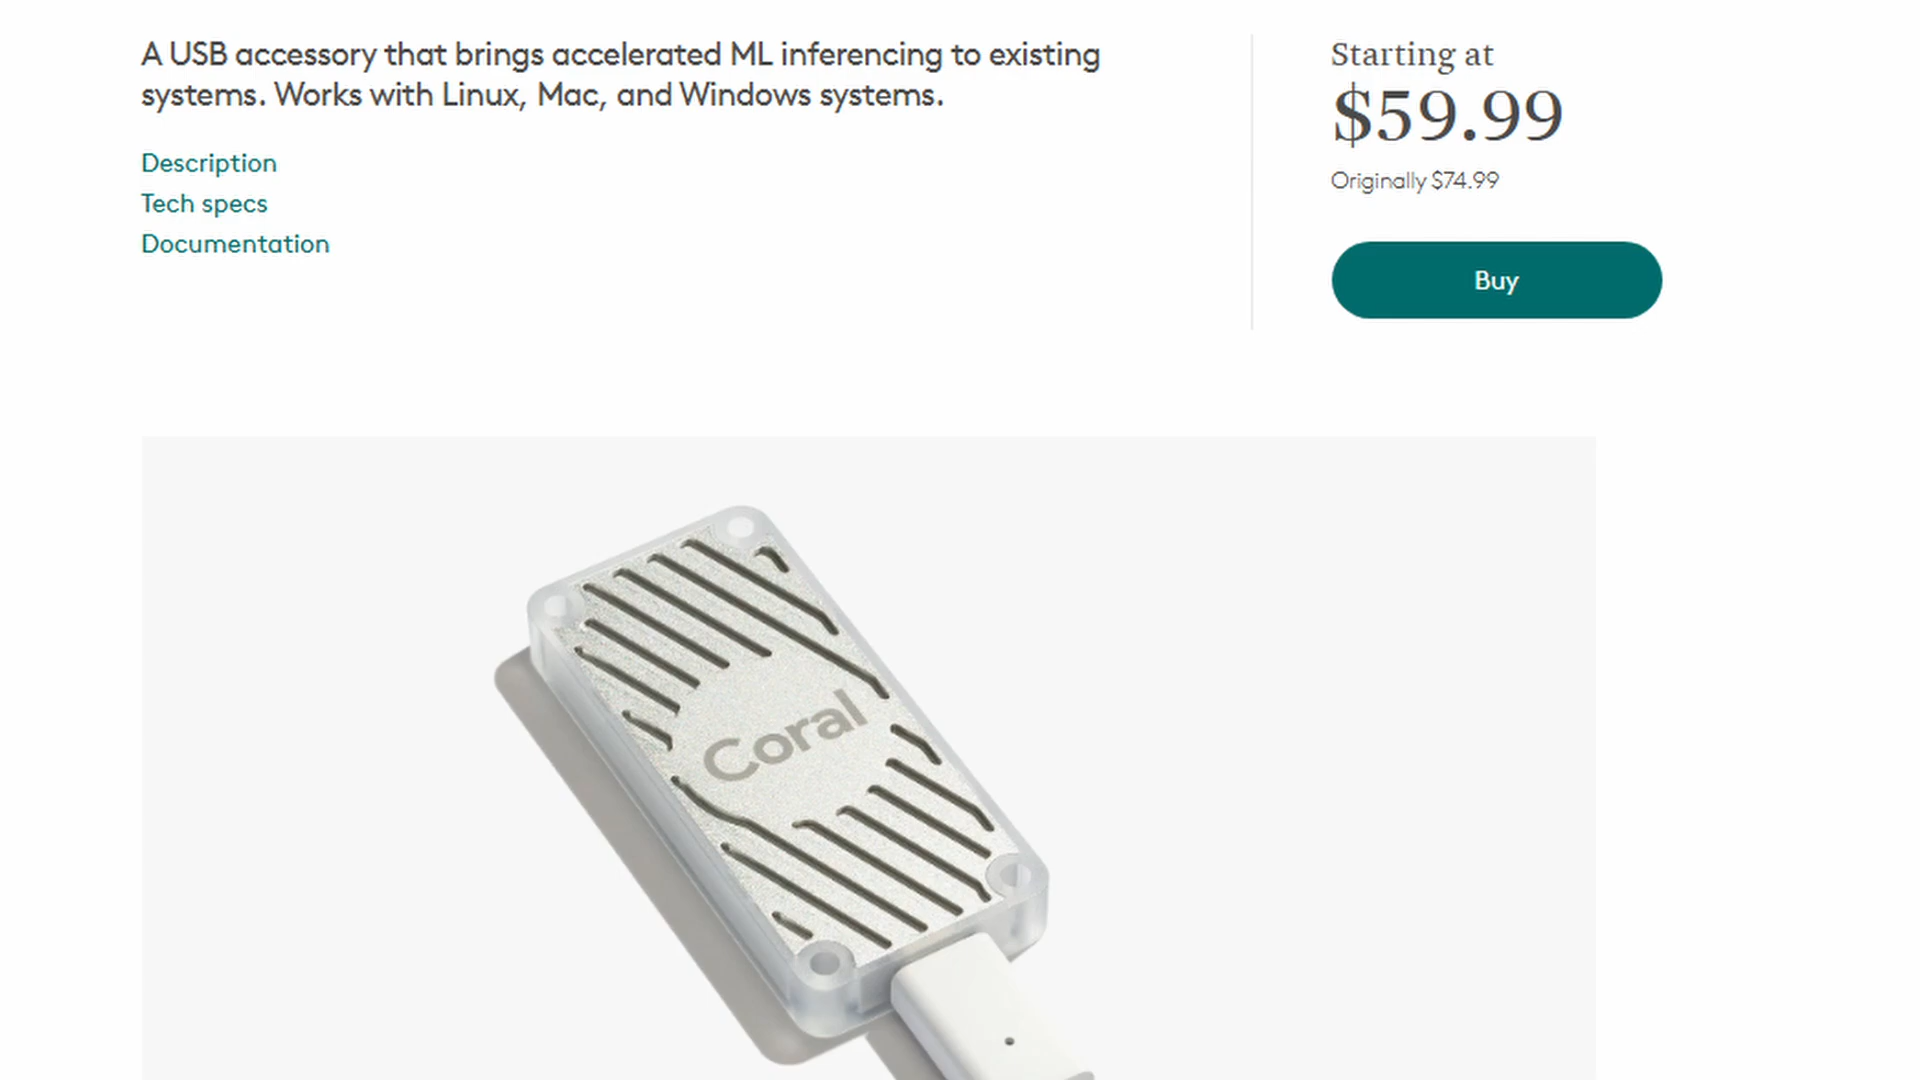 A USB accessory that brings accelerated ML inferencing to existing
systems. Works with Linux, Mac, and Windows systems.
Description
Tech specs
Documentation
Starting at
$59.99
Originally $74.99
Buy
Coral